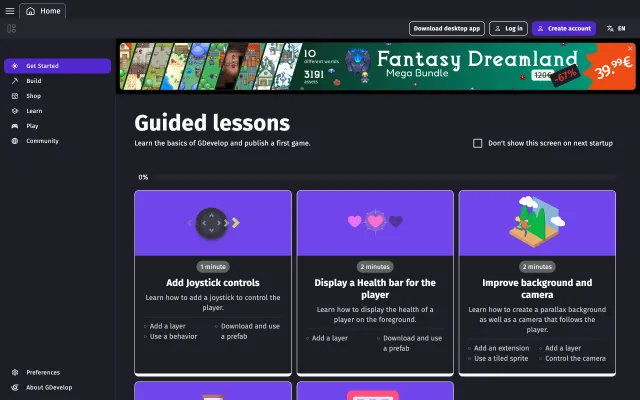 Home
Download desktop app
Log in
Create account
EN
Get Started
Build
Shop
Learn
Play
Community
10
different worlds
3191
assets
Fantasy Dreamland
Mega Bundle
120€
-67%
39.99€
Guided lessons
Learn the basics of GDevelop and publish a first game.
Don't show this screen on next startup
0%
1 minute
Add Joystick controls
Learn how to add a joystick to control the
player.
Add a layer
Use a behavior
Download and use
a prefab
2 minutes
Display a Health bar for the
player
Learn how to display the health of a
player on the foreground.
Add a layer
Download and use
a prefab
2 minutes
Improve background and
camera
Learn how to create a parallax background
as well as a camera that follows the
player.
Add an extension
Use a tiled sprite
Add a layer
Control the camera
Preferences
About GDevelop